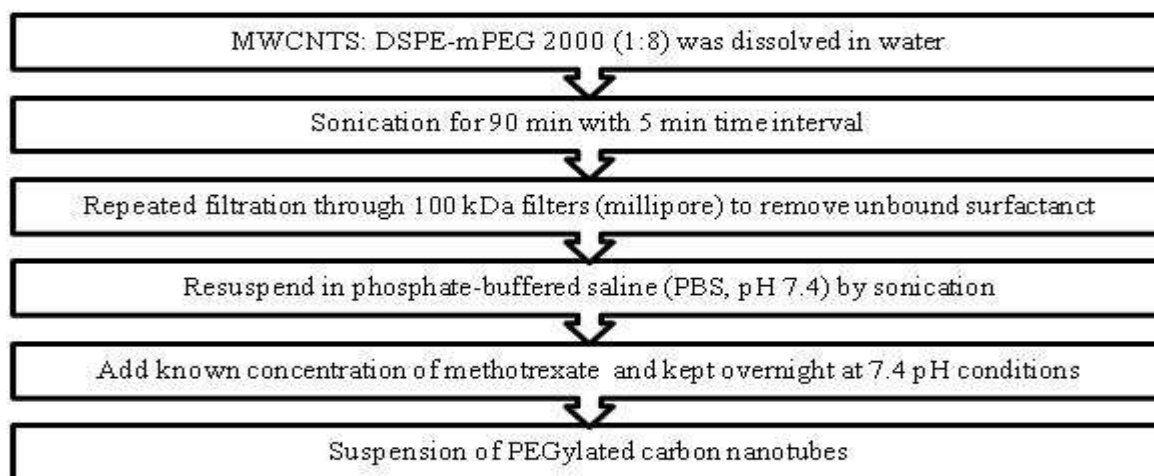 MWCNTS: DSPE-mPEG 2000 (1:8) was dissolved in water
Sonication for 90 min with 5 min time interval
Repeated filtration through 100 kDa filters (millipore) to remove unbound surfactanct
Resuspend in phosphate-buffered saline (PBS, pH 7.4) by sonication
Add known concentration of methotrexate and kept overnight at 7.4 pH conditions
Suspension of PEGylated carbon nanotubes